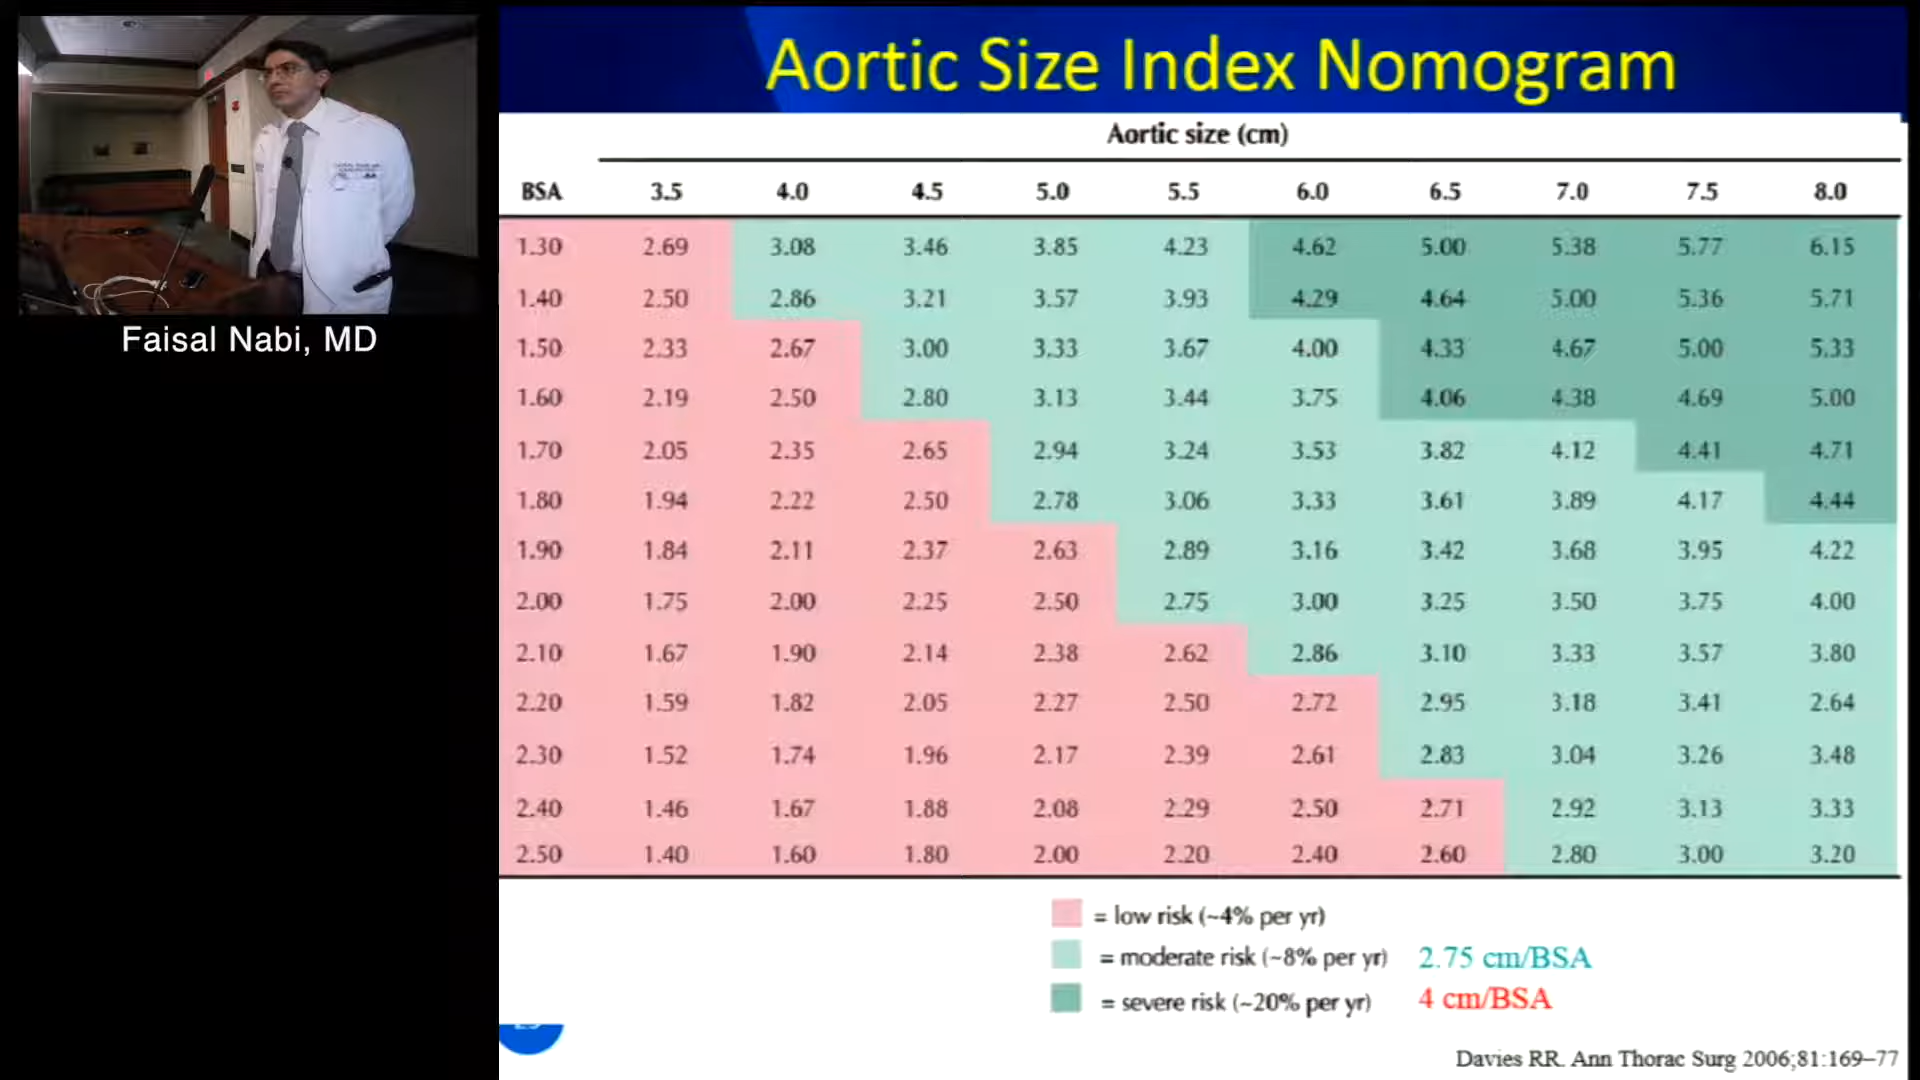 Faisal Nabi, MD
Aortic Size Index Nomogram
Aortic size (cm)
BSA 3.5 4.0 4.5 5.0 5.5 6.0 6.5 7.0 7.5 8.0
1.30 2.69 3.08 3.46 3.85 4.23 4.62 5.00 5.38 5.77 6.15
1.40 2.50 2.86 3.21 3.57 3.93 4.29 4.64 5.00 5.36 5.71
1.50 2.33 2.67 3.00 3.33 3.67 4.00 4.33 4.67 5.00 5.33
1.60 2.19 2.50 2.80 3.13 3.44 3.75 4.06 4.38 4.69 5.00
1.70 2.05 2.35 2.65 2.94 3.24 3.53 3.82 4.12 4.41 4.71
1.80 1.94 2.22 2.50 2.78 3.06 3.33 3.61 3.89 4.17 4.44
1.90 1.84 2.11 2.37 2.63 2.89 3.16 3.42 3.68 3.95 4.22
2.00 1.75 2.00 2.25 2.50 2.75 3.00 3.25 3.50 3.75 4.00
2.10 1.67 1.90 2.14 2.38 2.62 2.86 3.10 3.33 3.57 3.80
2.20 1.59 1.82 2.05 2.27 2.50 2.72 2.95 3.18 3.41 2.64
2.30 1.52 1.74 1.96 2.17 2.39 2.61 2.83 3.04 3.26 3.48
2.40 1.46 1.67 1.88 2.08 2.29 2.50 2.71 2.92 3.13 3.33
2.50 1.40 1.60 1.80 2.00 2.20 2.40 2.60 2.80 3.00 3.20
= low risk (~4% per yr)
= moderate risk (~8% per yr) 2.75 cm/BSA
= severe risk (~20% per yr) 4 cm/BSA
Davies RR. Ann Thorac Surg 2006;81:169–77